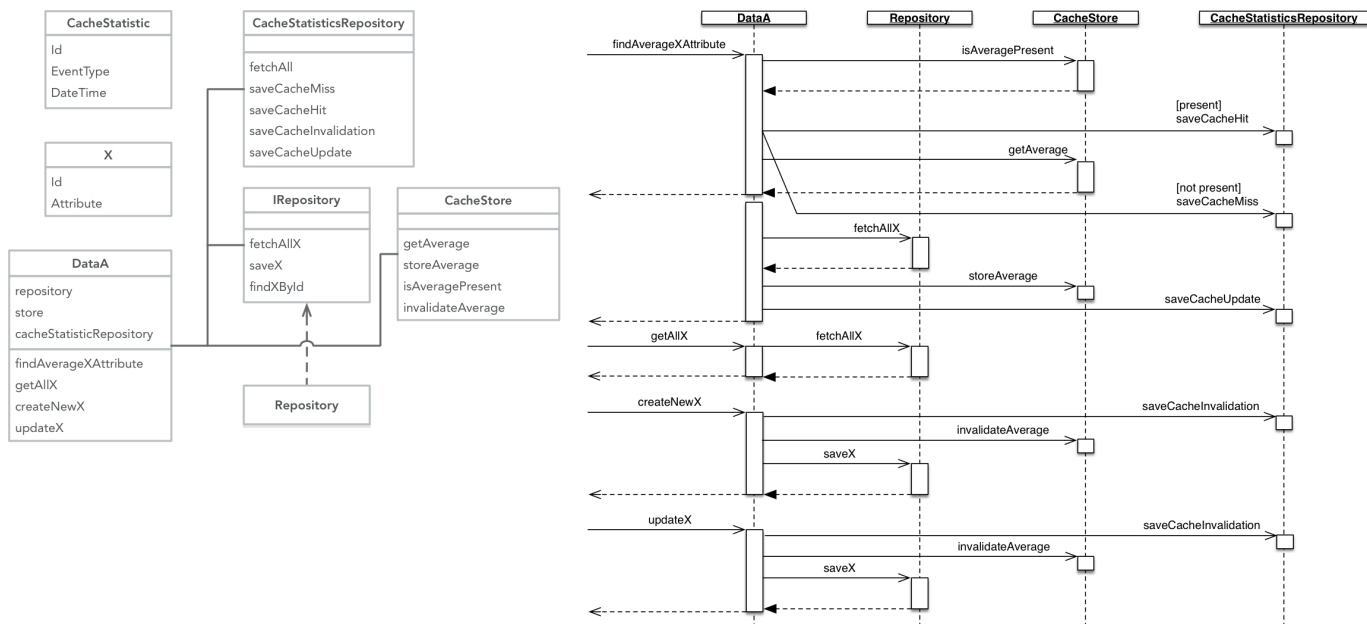 CacheStatistic
Id
EventType
DateTime
CacheStatisticsRepository
fetchAll
saveCacheMiss
saveCacheHit
saveCacheInvalidation
saveCacheUpdate
X
Id
Attribute
IRepository
fetchAllX
saveX
findXById
CacheStore
getAverage
storeAverage
isAveragePresent
invalidateAverage
DataA
repository
store
cacheStatisticRepository
findAverageXAttribute
getAllX
createNewX
updateX
Repository
DataA
Repository
CacheStore
CacheStatisticsRepository
findAverageXAttribute
isAveragePresent
[present]
saveCacheHit
getAverage
[not present]
saveCacheMiss
fetchAllX
storeAverage
saveCacheUpdate
getAllX
fetchAllX
createNewX
saveCacheInvalidation
invalidateAverage
saveX
updateX
saveCacheInvalidation
invalidateAverage
saveX